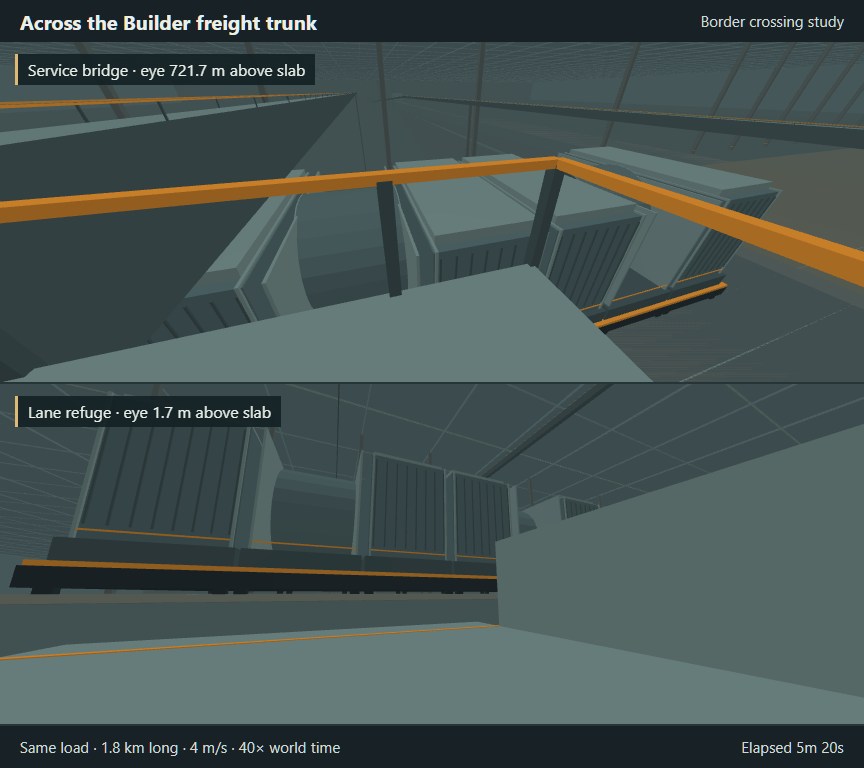 Across the Builder freight trunk
Border crossing study
Service bridge · eye 721.7 m above slab
Lane refuge · eye 1.7 m above slab
Same load · 1.8 km long · 4 m/s · 40× world time
Elapsed 5m 20s